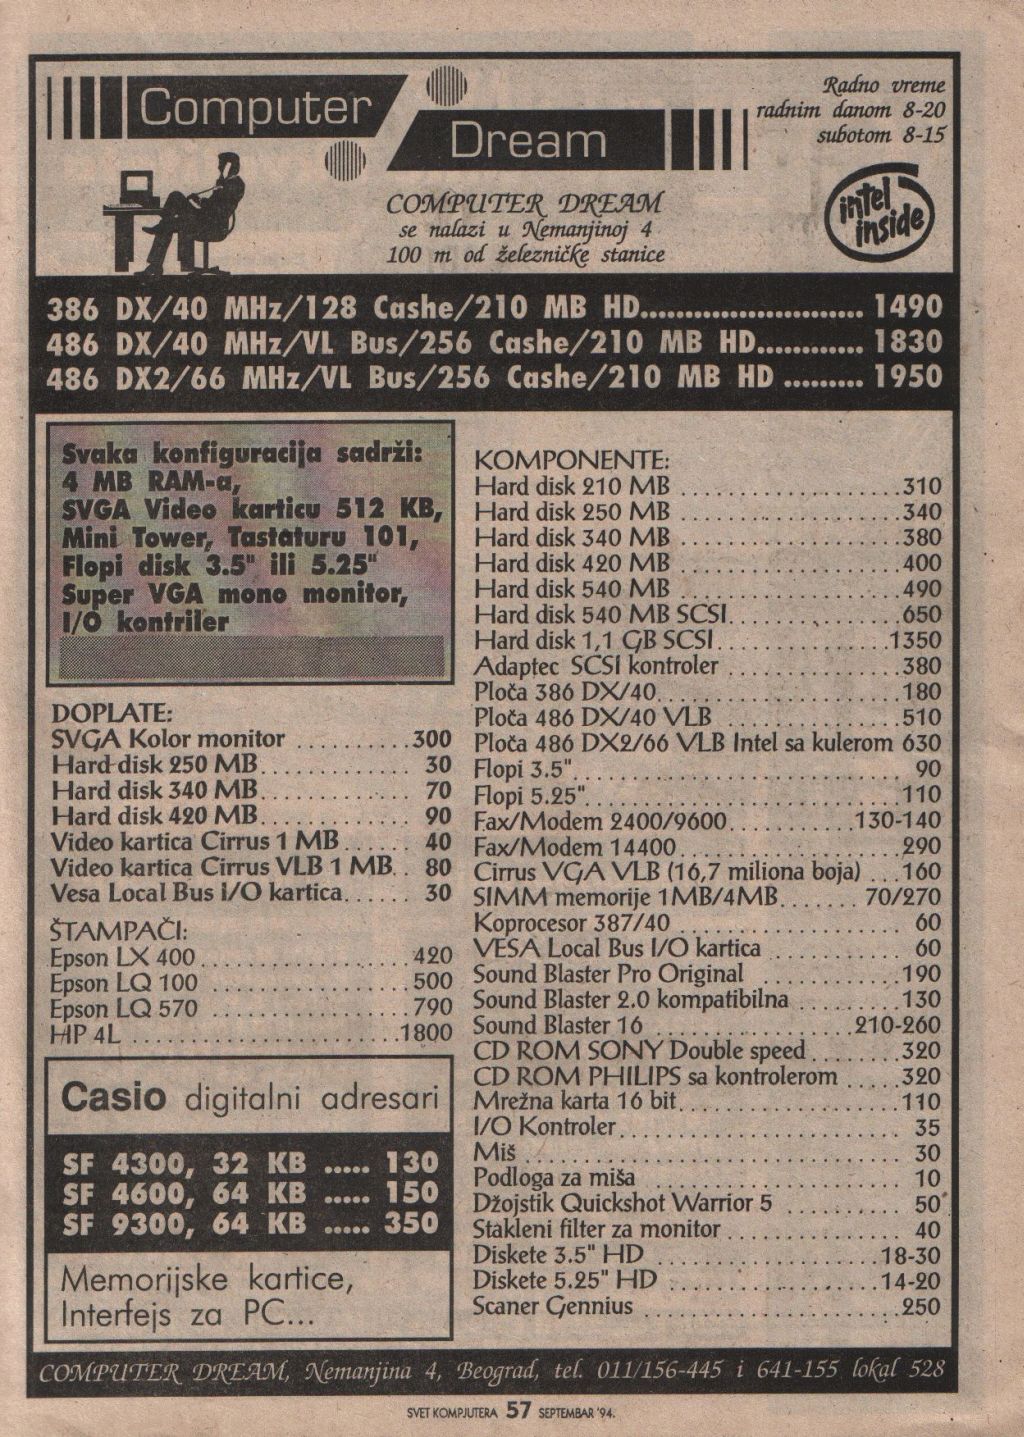 Computer
Dream
Radno vreme
radnim danom 8-20
subotom 8-15
COMPUTER DREAM
se nalazi u Nemanjinoj 4
100 m od železničke stanice
intel inside
386 DX/40 MHz/128 Cashe/210 MB HD......................... 1490
486 DX/40 MHz/VL Bus/256 Cashe/210 MB HD............ 1830
486 DX2/66 MHz/VL Bus/256 Cashe/210 MB HD ......... 1950
Svaka konfiguracija sadrži:
4 MB RAM-a,
SVGA Video karticu 512 KB,
Mini Tower, Tastaturu 101,
Flopi disk 3.5" ili 5.25"
Super VGA mono monitor,
I/O kontriler
DOPLATE:
SVGA Kolor monitor .......... 300
Hard disk 250 MB............. 30
Hard disk 340 MB............. 70
Hard disk 420 MB............. 90
Video kartica Cirrus 1 MB...... 40
Video kartica Cirrus VLB 1 MB.. 80
Vesa Local Bus i/O kartica...... 30
ŠTAMPAČI:
Epson LX 400.................. 420
Epson LQ 100 ................. 500
Epson LQ 570 ................. 790
HP 4L ........................ 1800
Casio digitalni adresari
SF 4300, 32 KB ..... 130
SF 4600, 64 KB ..... 150
SF 9300, 64 KB ..... 350
Memorijske kartice,
Interfejs za PC...
KOMPONENTE:
Hard disk 210 MB ..................310
Hard disk 250 MB ..................340
Hard disk 340 MB ..................380
Hard disk 420 MB ..................400
Hard disk 540 MB ..................490
Hard disk 540 MB SCSI..............650
Hard disk 1,1 GB SCSI..............1350
Adaptec SCSI kontroler ............380
Ploča 386 DX/40....................180
Ploča 486 DX/40 VLB ...............510
Ploča 486 DX2/66 VLB Intel sa kulerom 630
Flopi 3.5"......................... 90
Flopi 5.25"........................ 110
Fax/Modem 2400/9600..........130-140
Fax/Modem 14400..................290
Cirrus VGA VLB (16,7 miliona boja) ...160
SIMM memorije 1MB/4MB....... 70/270
Koprocesor 387/40 .................. 60
VESA Local Bus I/O kartica .......... 60
Sound Blaster Pro Original ...........190
Sound Blaster 2.0 kompatibilna .......130
Sound Blaster 16 ...............210-260
CD ROM SONY Double speed ........320
CD ROM PHILIPS sa kontrolerom .....320
Mrežna karta 16 bit..................110
I/O Kontroler....................... 35
Miš ............................... 30
Podloga za miša .................... 10
Džojstik Quickshot Warrior 5 ........ 50
Stakleni filter za monitor............. 40
Diskete 3.5" HD .................18-30
Diskete 5.25" HD ................14-20
Scaner Gennius ....................250
COMPUTER DREAM, Nemanjina 4, Beograd, tel. 011/156-445 i 641-155 lokal 528
SVET KOMPJUTERA 57 SEPTEMBAR '94.